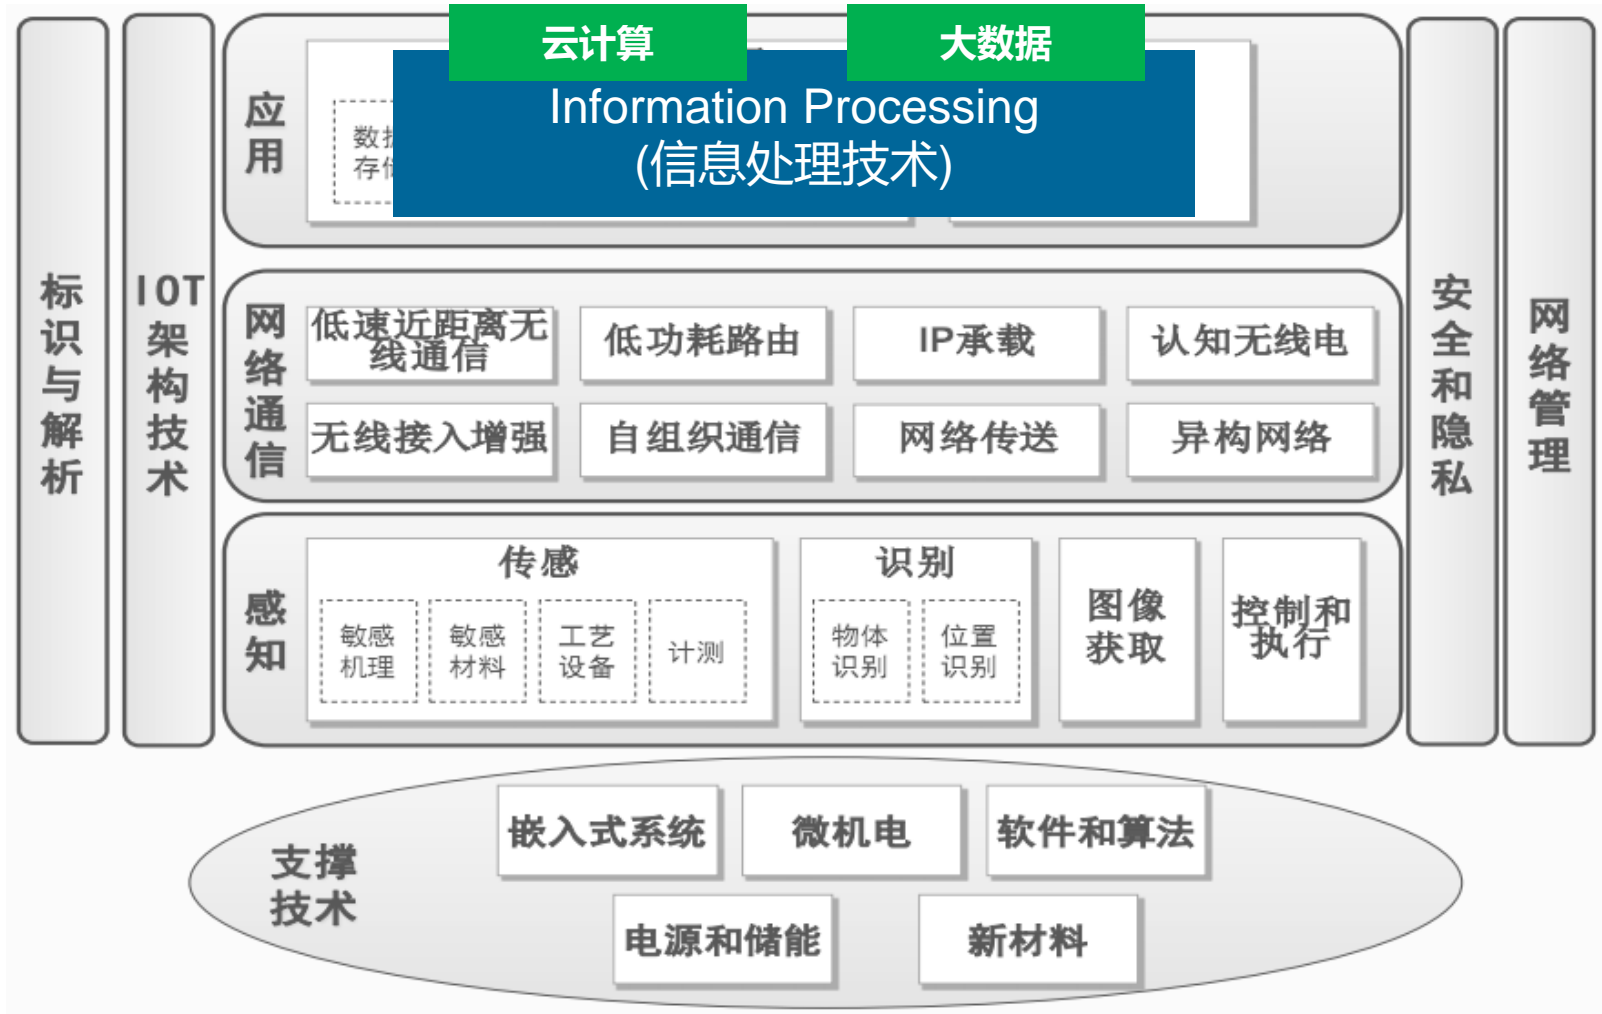 标识与解析
IOT架构技术
应用
云计算
大数据
Information Processing
(信息处理技术)
数
存
网络通信
低速近距离无
线通信
低功耗路由
IP承载
认知无线电
无线接入增强
自组织通信
网络传送
异构网络
感知
传感
敏感
机理
敏感
材料
工艺
设备
计测
识别
物体
识别
位置
识别
图像
获取
控制和
执行
安全和隐私
网络管理
支撑
技术
嵌入式系统
微机电
软件和算法
电源和储能
新材料